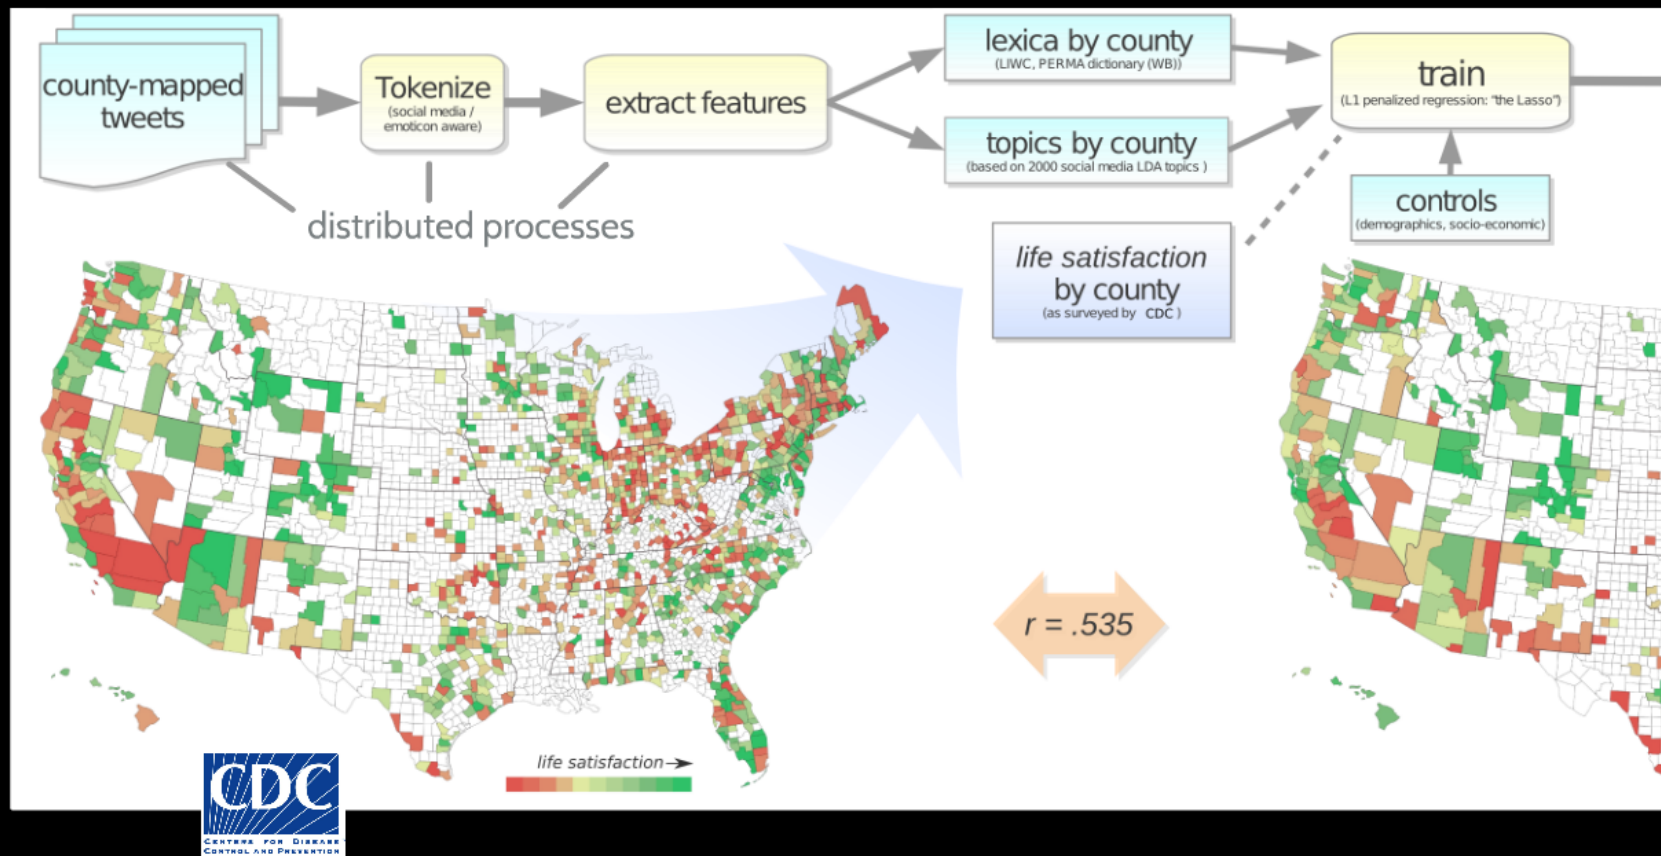 county-mapped
tweets
Tokenize
(social media /
emoticon aware)
extract features
lexica by county
(LIWC, PERMA dictionary (WB))
topics by county
(based on 2000 social media LDA topics )
train
(L1 penalized regression: "the Lasso")
controls
(demographics, socio-economic)
distributed processes
life satisfaction
by county
(as surveyed by CDC )
r = .535
life satisfaction
CDC
CENTERS FOR DISEASE
CONTROL AND PREVENTION